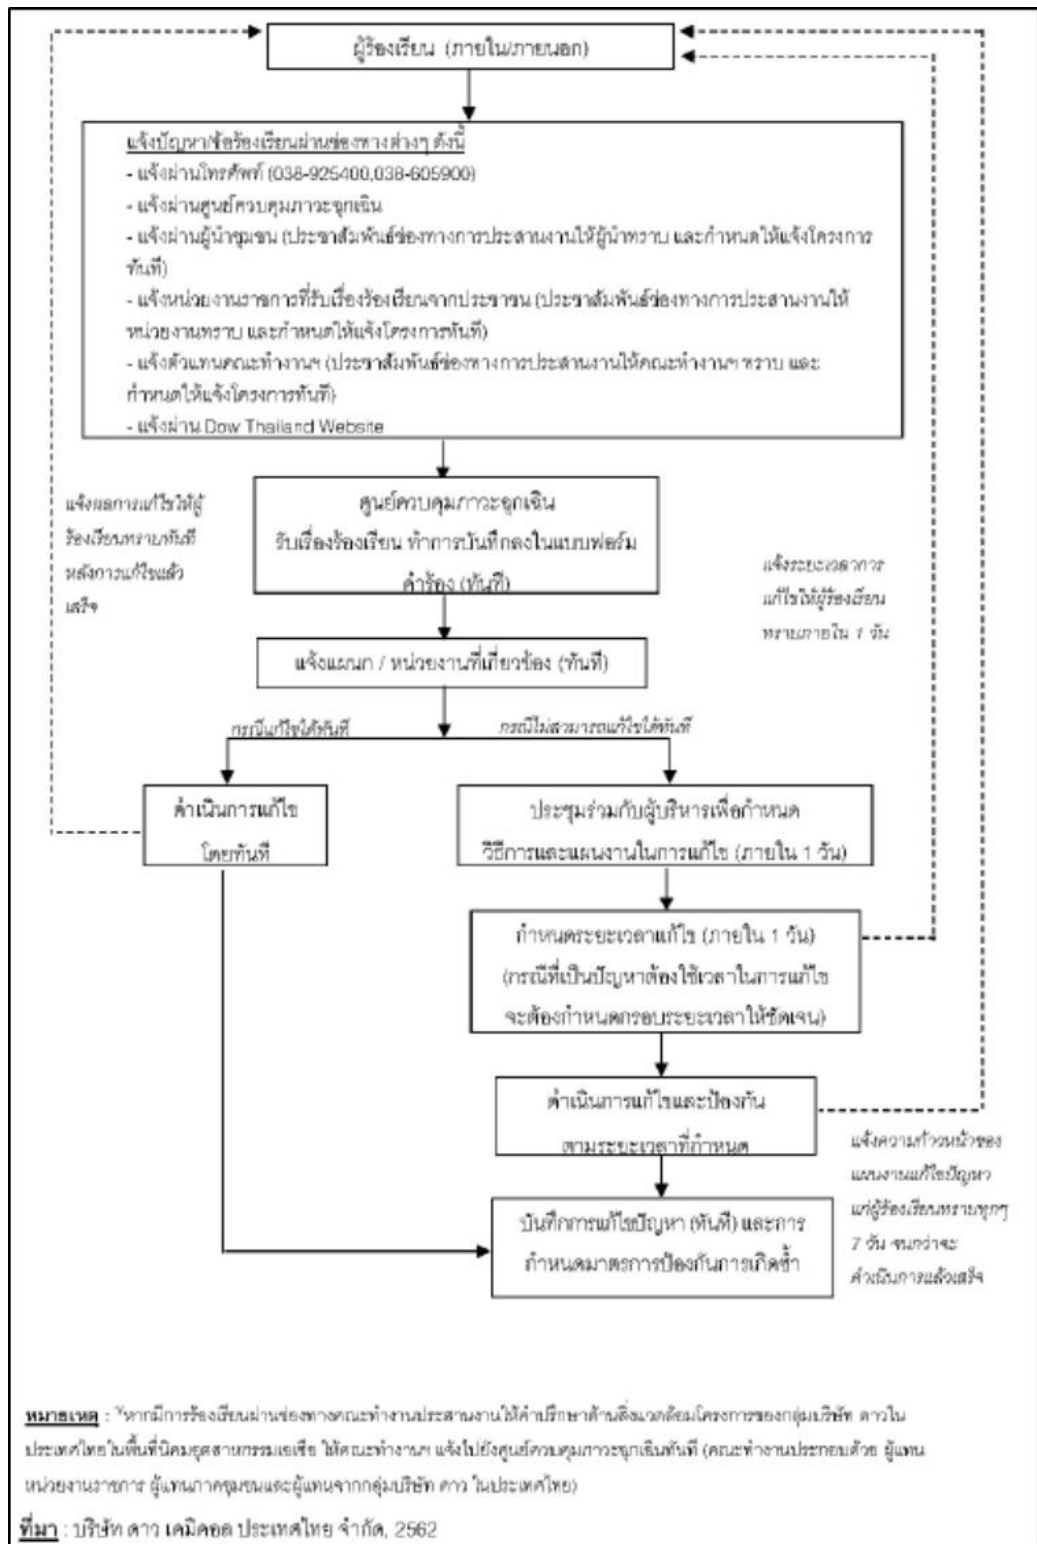 ผู้ร้องเรียน (ภายใน/ภายนอก)
แจ้งปัญหา/ข้อร้องเรียนผ่านช่องทางต่างๆ ดังนี้
- แจ้งผ่านโทรศัพท์ (038-925400,038-605900)
- แจ้งผ่านศูนย์ควบคุมภาวะฉุกเฉิน
- แจ้งผ่านผู้นำชุมชน (ประชาสัมพันธ์ช่องทางการประสานงานให้ผู้นำทราบ และกำหนดให้แจ้งโครงการ
ทันที)
- แจ้งหน่วยงานราชการที่รับเรื่องร้องเรียนจากประชาชน (ประชาสัมพันธ์ช่องทางการประสานงานให้
หน่วยงานทราบ และกำหนดให้แจ้งโครงการทันที)
- แจ้งตัวแทนคณะทำงานฯ (ประชาสัมพันธ์ช่องทางการประสานงานให้คณะทำงานฯ ทราบ และ
กำหนดให้แจ้งโครงการทันที)
- แจ้งผ่าน Dow Thailand Website
แจ้งผลการแก้ไขให้ผู้
ร้องเรียนทราบทันที
หลังการแก้ไขแล้ว
เสร็จ
ศูนย์ควบคุมภาวะฉุกเฉิน
รับเรื่องร้องเรียน ทำการบันทึกลงในแบบฟอร์ม
คำร้อง (ทันที)
แจ้งระยะเวลาการ
แก้ไขให้ผู้ร้องเรียน
ทราบภายใน 1 วัน
แจ้งแผนก / หน่วยงานที่เกี่ยวข้อง (ทันที)
กรณีแก้ไขได้ทันที
กรณีไม่สามารถแก้ไขได้ทันที
ดำเนินการแก้ไข
โดยทันที
ประชุมร่วมกับผู้บริหารเพื่อกำหนด
วิธีการและแผนงานในการแก้ไข (ภายใน 1 วัน)
กำหนดระยะเวลาแก้ไข (ภายใน 1 วัน)
(กรณีที่เป็นปัญหาต้องใช้เวลาในการแก้ไข
จะต้องกำหนดกรอบระยะเวลาให้ชัดเจน)
ดำเนินการแก้ไขและป้องกัน
ตามระยะเวลาที่กำหนด
แจ้งความก้าวหน้าของ
แผนงานแก้ไขปัญหา
แก่ผู้ร้องเรียนทราบทุกๆ
7 วัน จนกว่าจะ
ดำเนินการแล้วเสร็จ
บันทึกการแก้ไขปัญหา (ทันที) และการ
กำหนดมาตรการป้องกันการเกิดซ้ำ
หมายเหตุ : หากมีการร้องเรียนผ่านช่องทางคณะทำงานประสานงานให้คำปรึกษาด้านสิ่งแวดล้อมโครงการของกลุ่มบริษัท ดาวใน
ประเทศไทยในพื้นที่นิคมอุตสาหกรรมเอเชีย ให้คณะทำงานฯ แจ้งไปยังศูนย์ควบคุมภาวะฉุกเฉินทันที (คณะทำงานประกอบด้วย ผู้แทน
หน่วยงานราชการ ผู้แทนภาคชุมชนและผู้แทนจากกลุ่มบริษัท ดาว ในประเทศไทย)
ที่มา : บริษัท ดาว เคมิคอล ประเทศไทย จำกัด, 2562